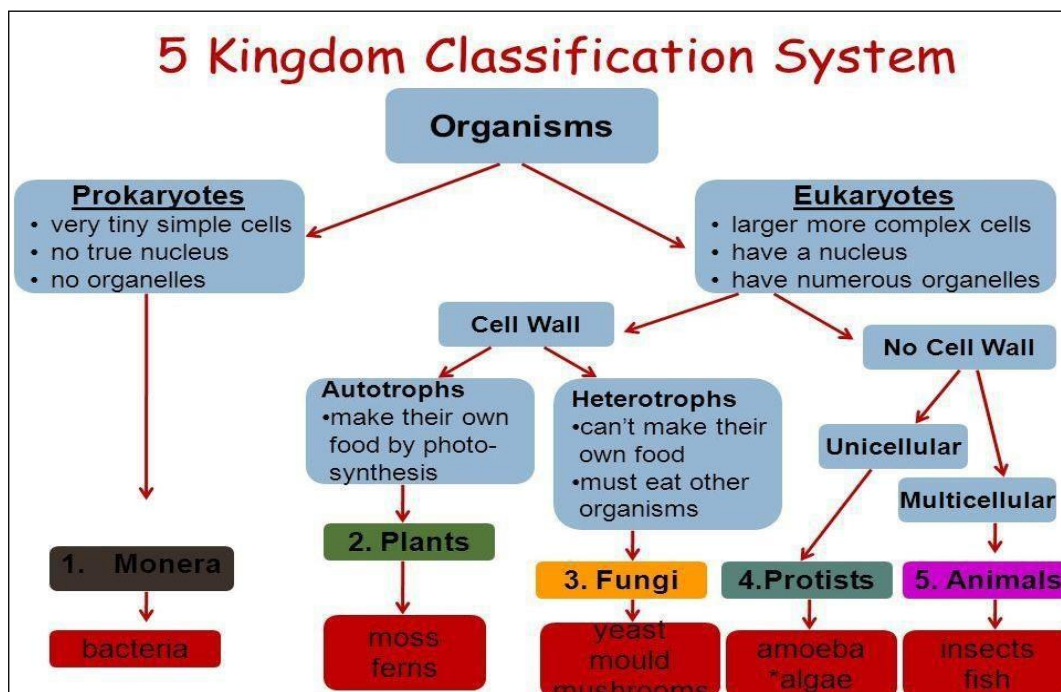 5 Kingdom Classification System
Organisms
Prokaryotes
• very tiny simple cells
• no true nucleus
• no organelles
Eukaryotes
• larger more complex cells
• have a nucleus
• have numerous organelles
Cell Wall
No Cell Wall
Autotrophs
•make their own
food by photo-
synthesis
Heterotrophs
•can't make their
own food
•must eat other
organisms
Unicellular
Multicellular
1. Monera
2. Plants
3. Fungi
4.Protists
5. Animals
bacteria
moss
ferns
yeast
mould
mushrooms
amoeba
*algae
insects
fish